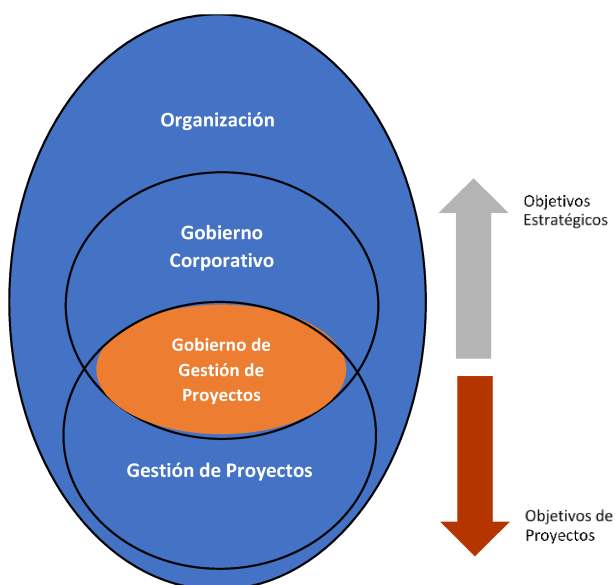 Organización
Gobierno
Corporativo
Gobierno de
Gestión de
Proyectos
Gestión de Proyectos
Objetivos
Estratégicos
Objetivos de
Proyectos